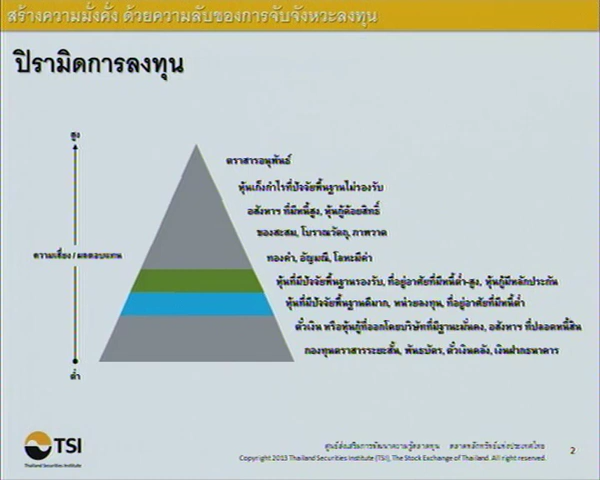 สร้างความมั่งคั่ง ด้วยความลับของการจับจังหวะลงทุน
ปิรามิดการลงทุน
สูง
ตราสารอนุพันธ์
หุ้นเก็งกำไรที่ปัจจัยพื้นฐานไม่รองรับ
อสังหาฯ ที่มีหนี้สูง, หุ้นกู้ด้อยสิทธิ์
ของสะสม, โบราณวัตถุ, ภาพวาด
ความเสี่ยง / ผลตอบแทน
ทองคำ, อัญมณี, โลหะมีค่า
หุ้นที่มีปัจจัยพื้นฐานรองรับ, ที่อยู่อาศัยที่มีหนี้ต่ำ-สูง, หุ้นกู้มีหลักประกัน
หุ้นที่มีปัจจัยพื้นฐานดีมาก, หน่วยลงทุน, ที่อยู่อาศัยที่มีหนี้ต่ำ
ตั๋วเงิน หรือหุ้นกู้ที่ออกโดยบริษัทที่มีฐานะมั่นคง, อสังหาฯ ที่ปลอดหนี้สิน
กองทุนตราสารระยะสั้น, พันธบัตร, ตั๋วเงินคลัง, เงินฝากธนาคาร
ต่ำ
TSI
Thailand Securities Institute
ศูนย์ส่งเสริมการพัฒนาความรู้ตลาดทุน ตลาดหลักทรัพย์แห่งประเทศไทย
Copyright 2013 Thailand Securities Institute (TSI), The Stock Exchange of Thailand. All right reserved.
2